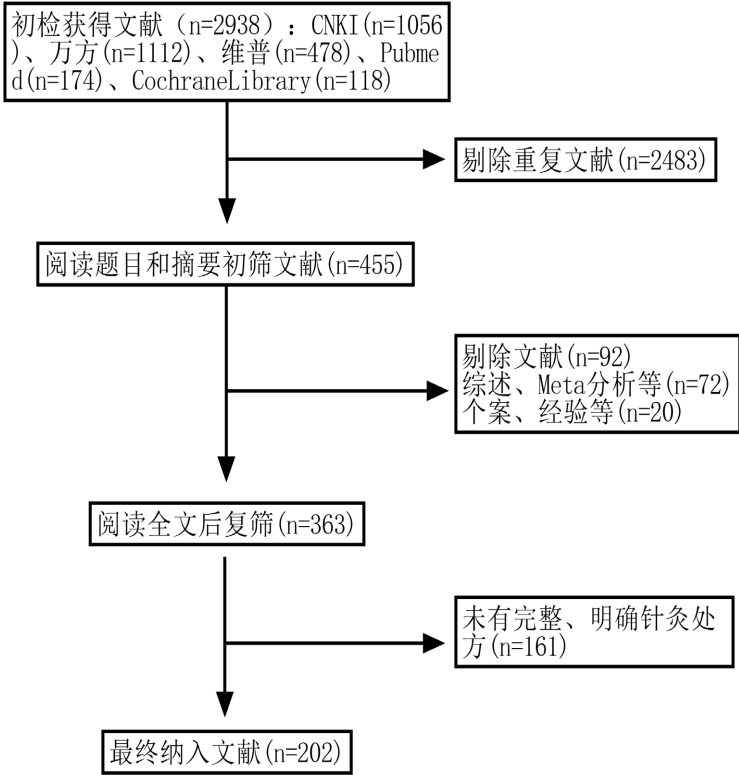 初检获得文献（n=2938）：CNKI(n=1056
)、万方(n=1112)、维普(n=478)、Pubme
d(n=174)、CochraneLibrary(n=118)
剔除重复文献(n=2483)
阅读题目和摘要初筛文献(n=455)
剔除文献(n=92)
综述、Meta分析等(n=72)
个案、经验等(n=20)
阅读全文后复筛(n=363)
未有完整、明确针灸处
方(n=161)
最终纳入文献(n=202)